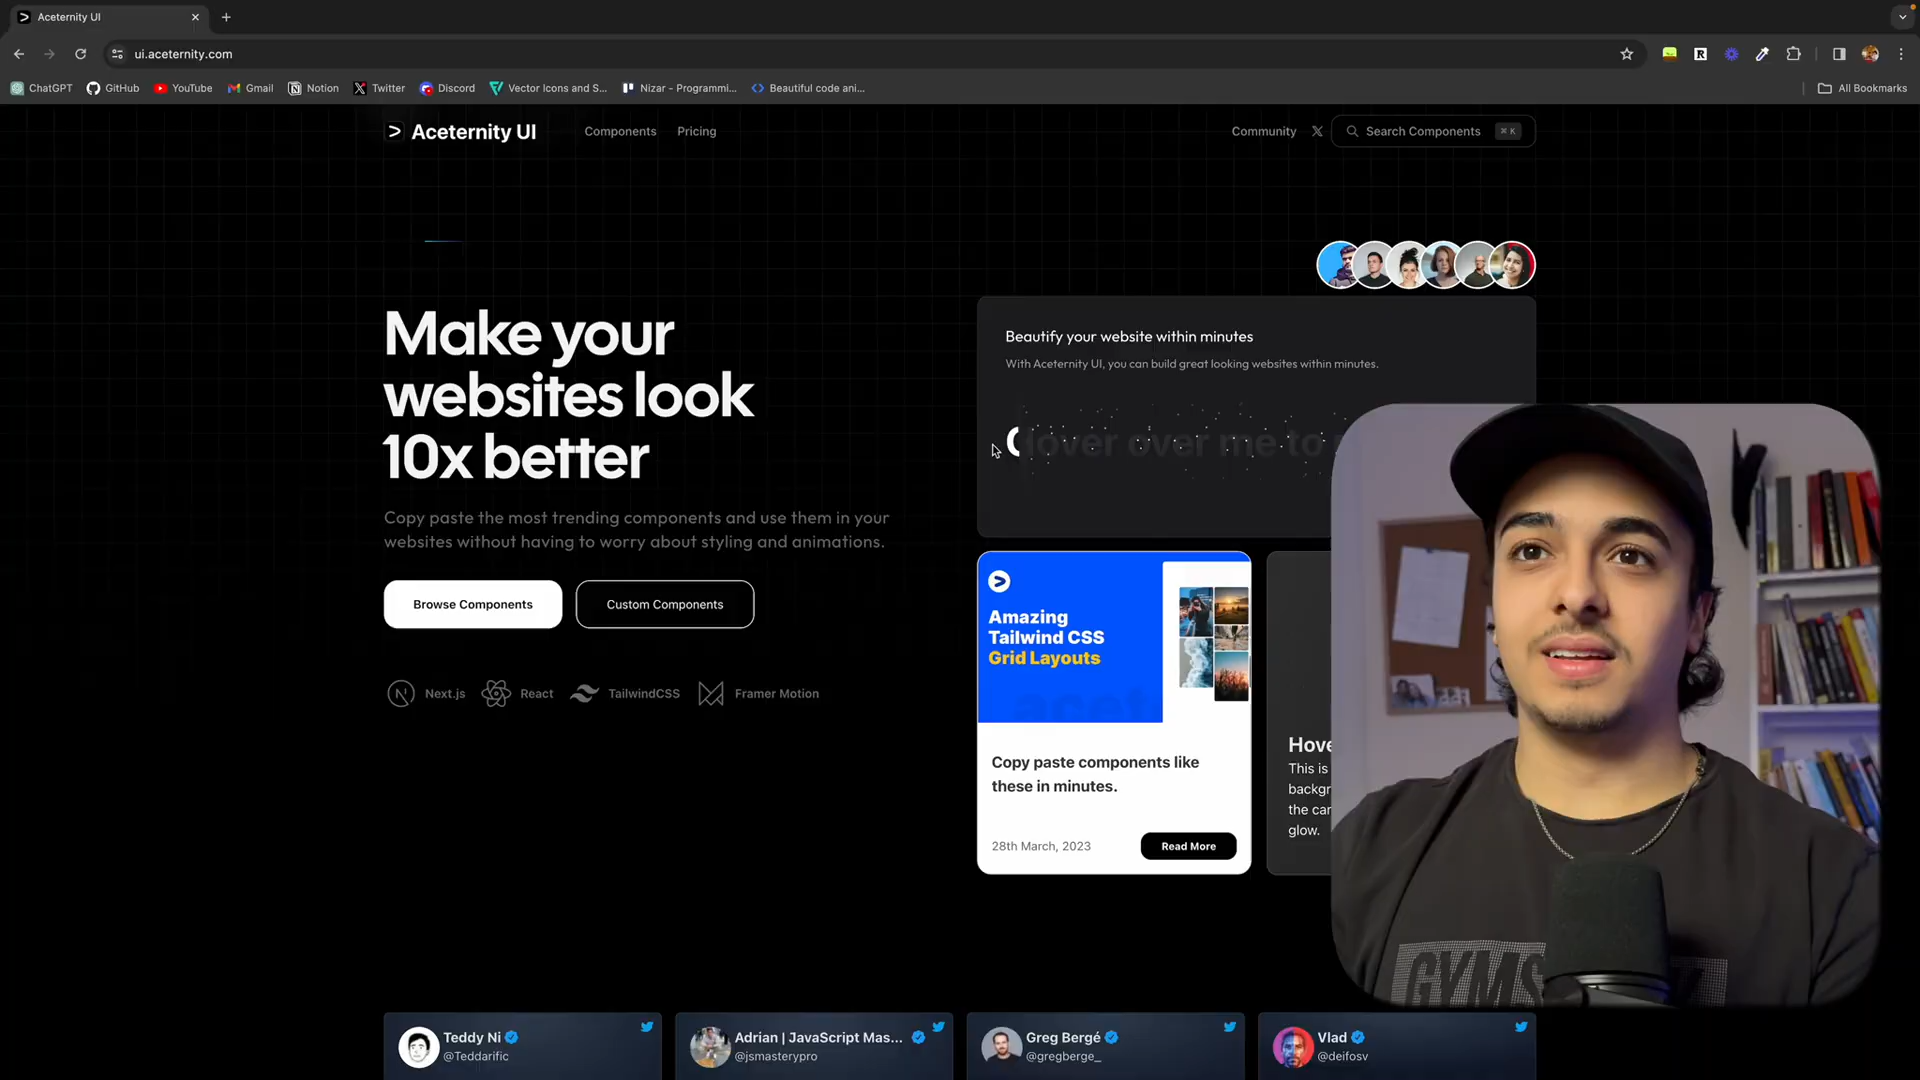 Aceternity UI
ui.aceternity.com
ChatGPT GitHub YouTube Gmail Notion Twitter Discord Vector Icons and S... Nizar - Programmi... Beautiful code ani... All Bookmarks
Aceternity UI Components Pricing Community Search Components ⌘ K
Make your
websites look
10x better
Copy paste the most trending components and use them in your
websites without having to worry about styling and animations.
Browse Components Custom Components
Next.js React TailwindCSS Framer Motion
Beautify your website within minutes
With Aceternity UI, you can build great looking websites within minutes.
over over me to
Amazing
Tailwind CSS
Grid Layouts
Copy paste components like
these in minutes.
28th March, 2023 Read More
Hove
This is
backgr
the car
glow.
GYMS
Teddy Ni
@Teddarific
Adrian | JavaScript Mas...
@jsmasterypro
Greg Bergé
@gregberge_
Vlad
@deifosv